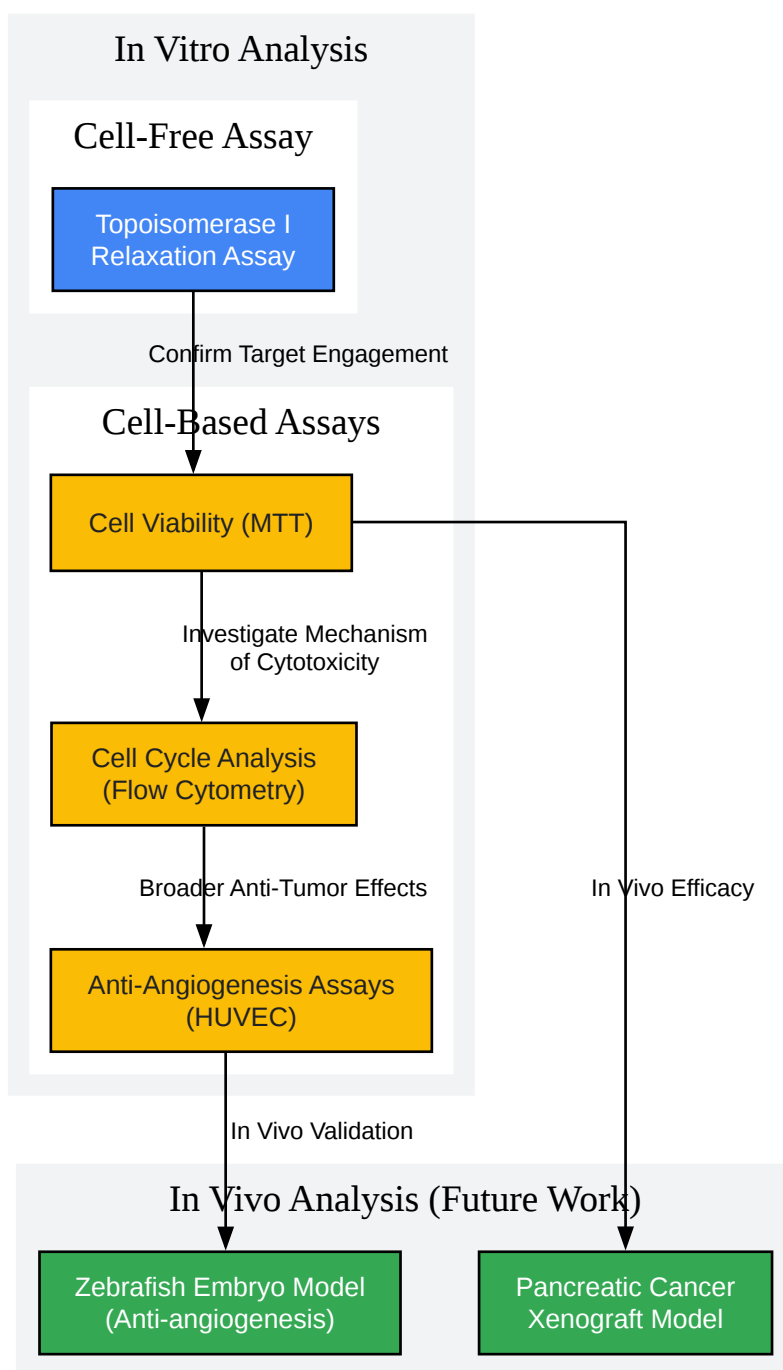 In Vitro Analysis
Cell-Free Assay
Topoisomerase I
Relaxation Assay
Confirm Target Engagement
Cell-Based Assays
Cell Viability (MTT)
Investigate Mechanism
of Cytotoxicity
Cell Cycle Analysis
(Flow Cytometry)
Broader Anti-Tumor Effects
In Vivo Efficacy
Anti-Angiogenesis Assays
(HUVEC)
In Vivo Validation
In Vivo Analysis (Future Work)
Zebrafish Embryo Model
(Anti-angiogenesis)
Pancreatic Cancer
Xenograft Model